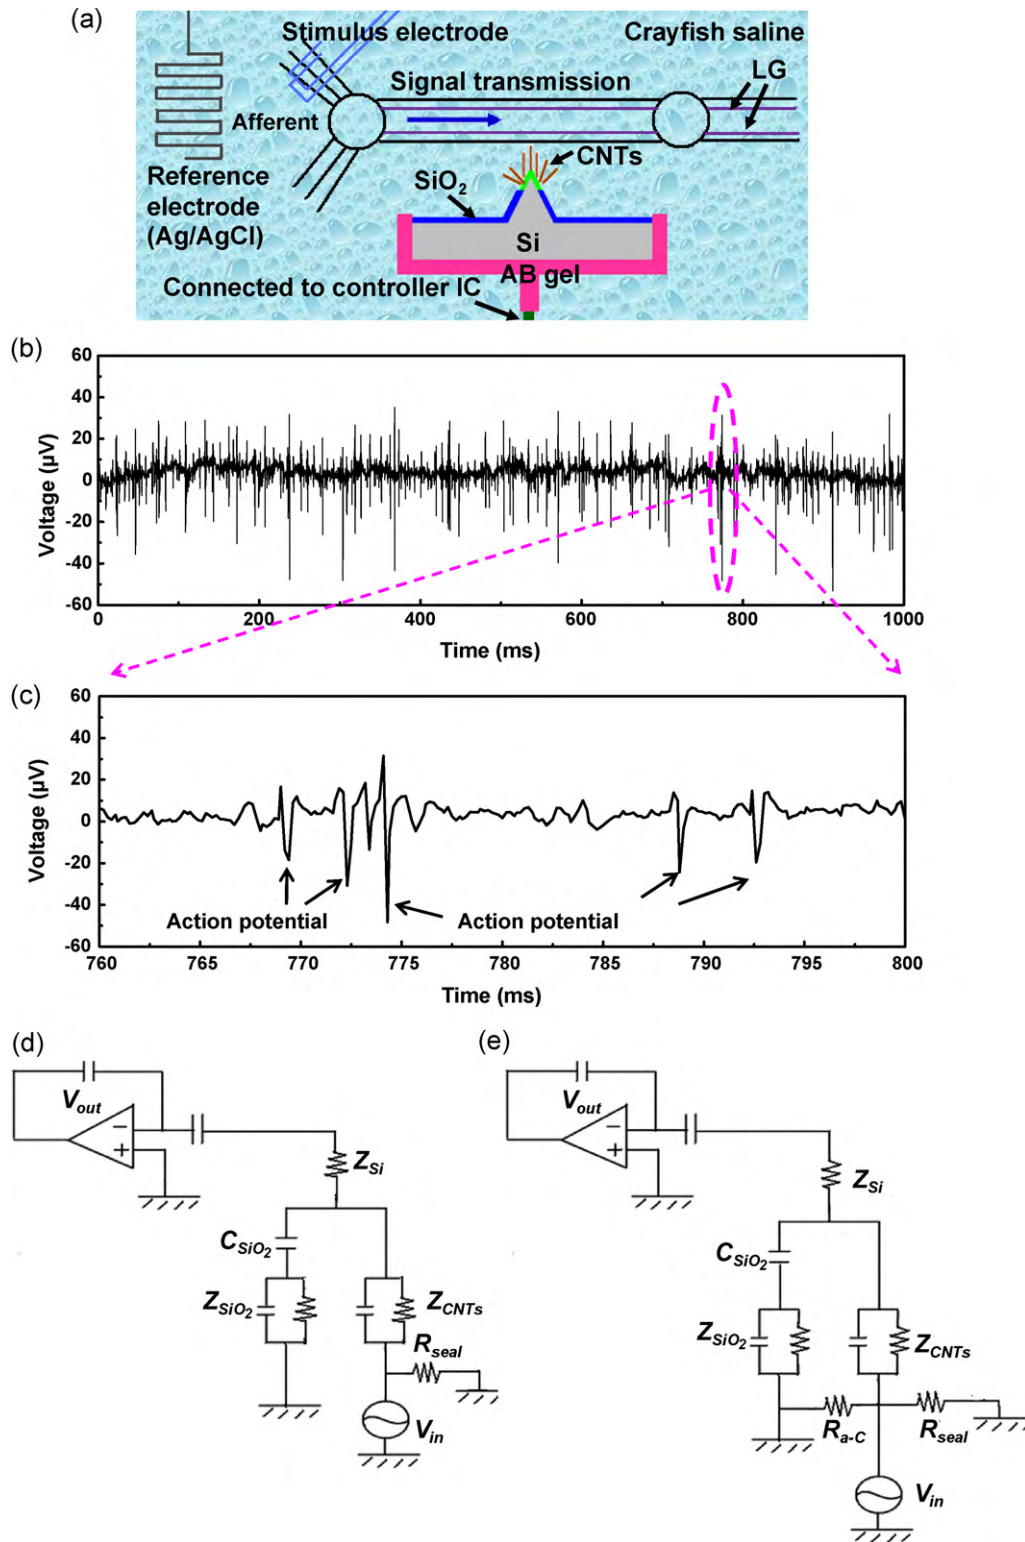 (a)
Stimulus electrode
Crayfish saline
Signal transmission
LG
Afferent
CNTs
Reference
electrode
(Ag/AgCl)
SiO2
Si
AB gel
Connected to controller IC
(b)
60
40
20
0
-20
-40
-60
Voltage (µV)
0 200 400 600 800 1000
Time (ms)
(c)
60
40
20
0
-20
-40
-60
Voltage (µV)
Action potential Action potential
760 765 770 775 780 785 790 795 800
Time (ms)
(d)
Vout
−
+
ZSi
CSiO2
ZSiO2
ZCNTs
Rseal
Vin
(e)
Vout
−
+
ZSi
CSiO2
ZSiO2
ZCNTs
Ra-C
Rseal
Vin